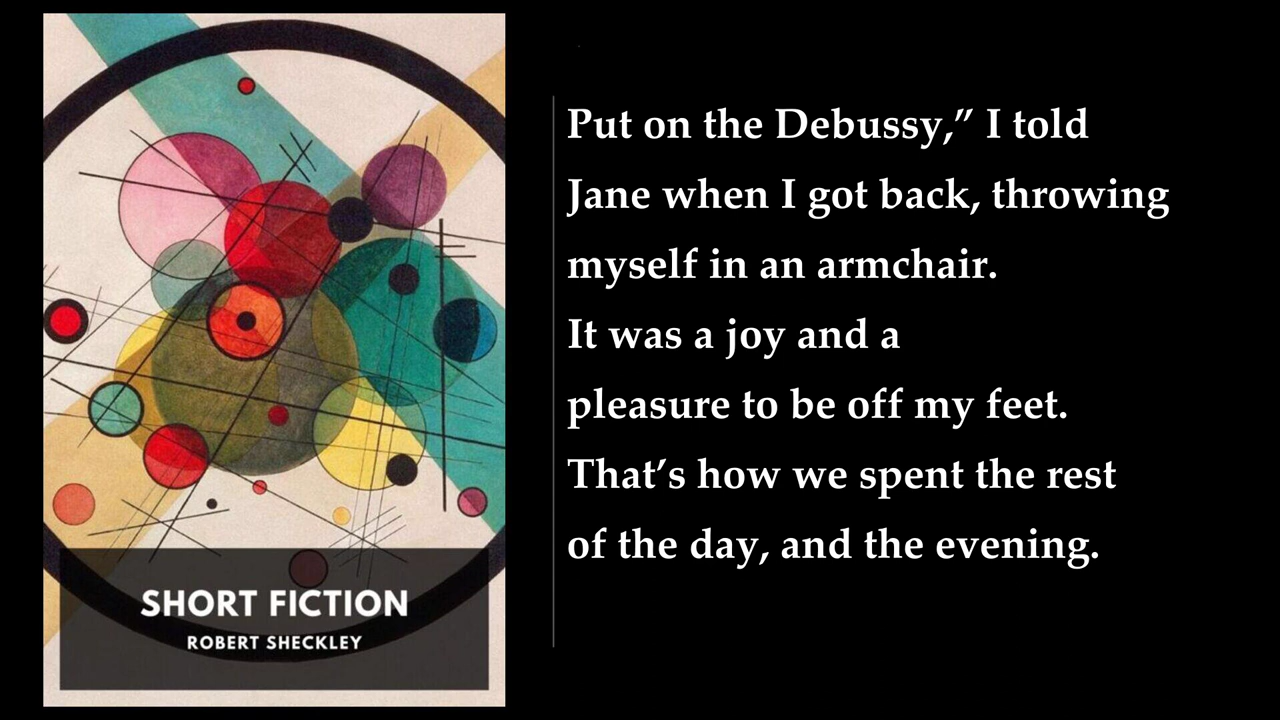 Put on the Debussy,” I told
Jane when I got back, throwing
myself in an armchair.
It was a joy and a
pleasure to be off my feet.
That’s how we spent the rest
of the day, and the evening.
SHORT FICTION
ROBERT SHECKLEY